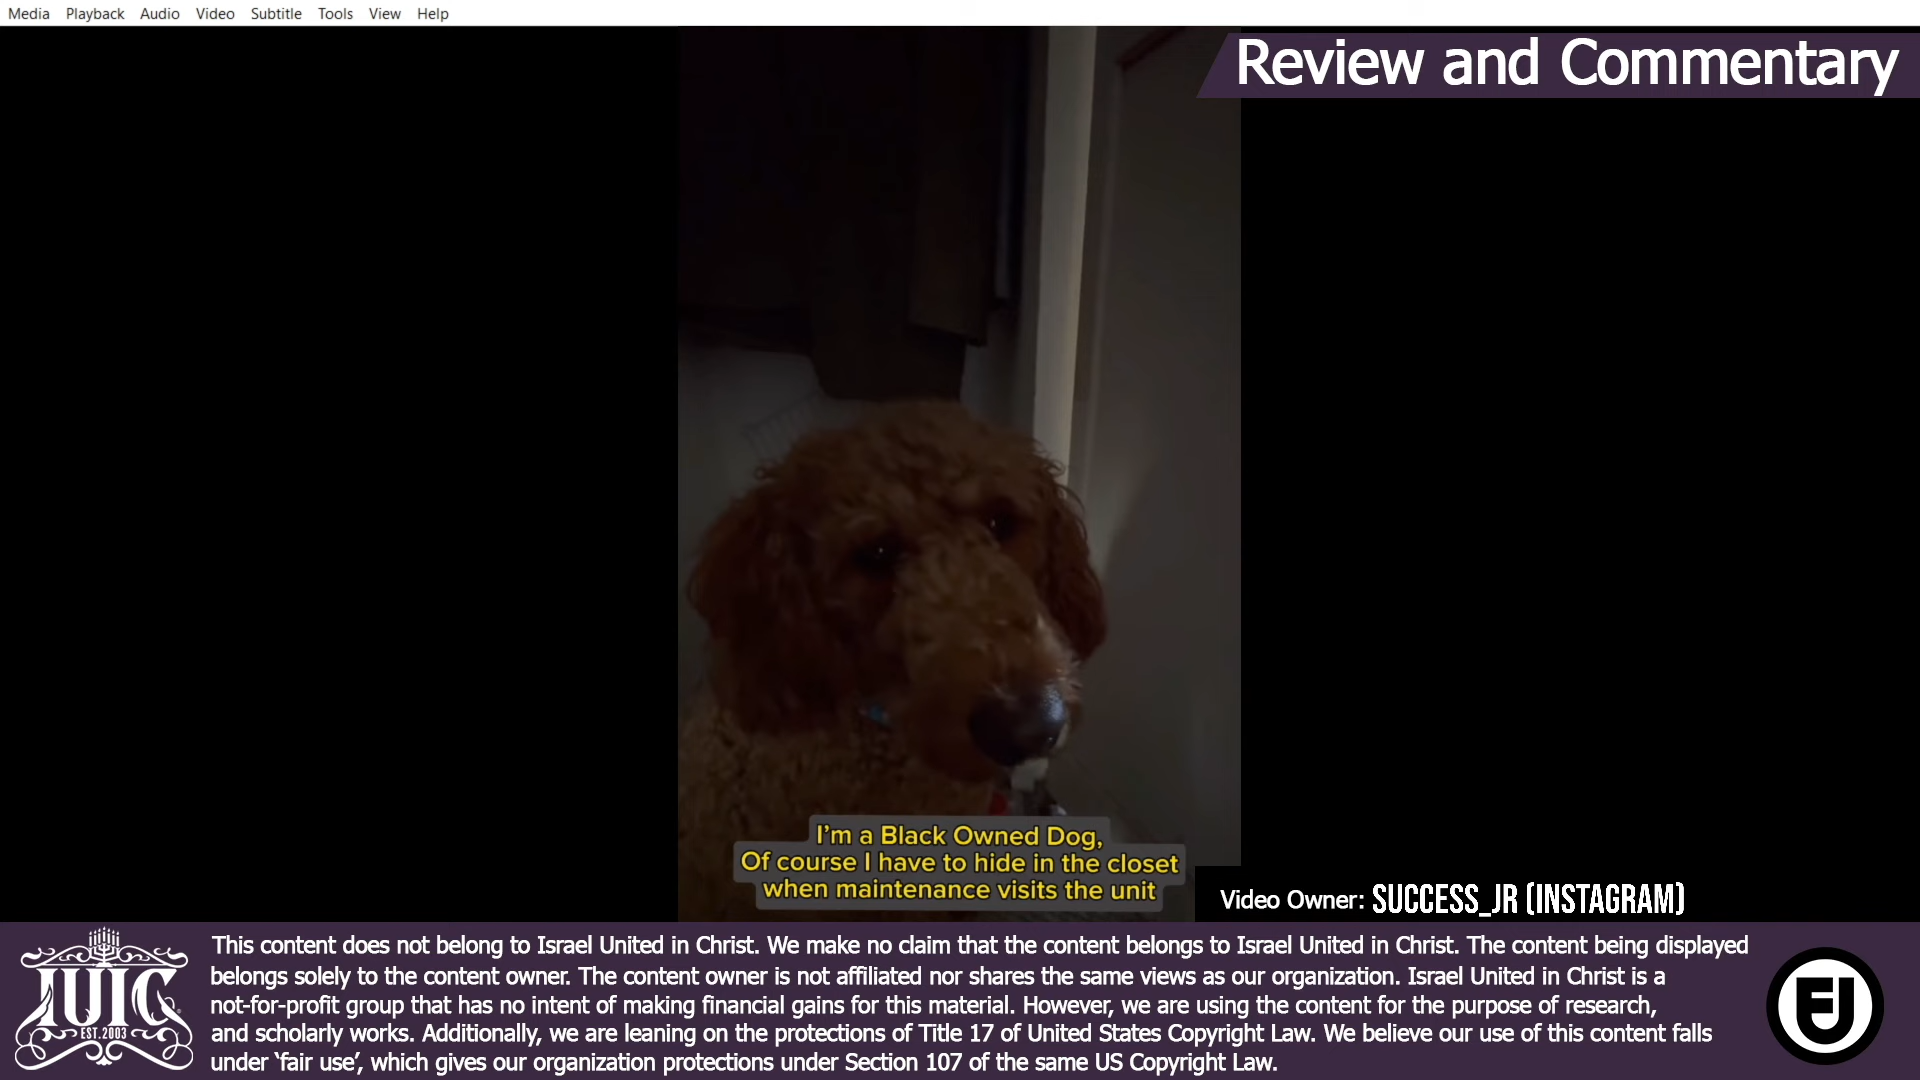 Media Playback Audio Video Subtitle Tools View Help
Review and Commentary
I'm a Black Owned Dog,
Of course I have to hide in the closet
when maintenance visits the unit
Video Owner: SUCCESS_JR (INSTAGRAM)
This content does not belong to Israel United in Christ. We make no claim that the content belongs to Israel United in Christ. The content being displayed
belongs solely to the content owner. The content owner is not affiliated nor shares the same views as our organization. Israel United in Christ is a
not-for-profit group that has no intent of making financial gains for this material. However, we are using the content for the purpose of research,
and scholarly works. Additionally, we are leaning on the protections of Title 17 of United States Copyright Law. We believe our use of this content falls
under 'fair use', which gives our organization protections under Section 107 of the same US Copyright Law.
IUIC
EST. 2003